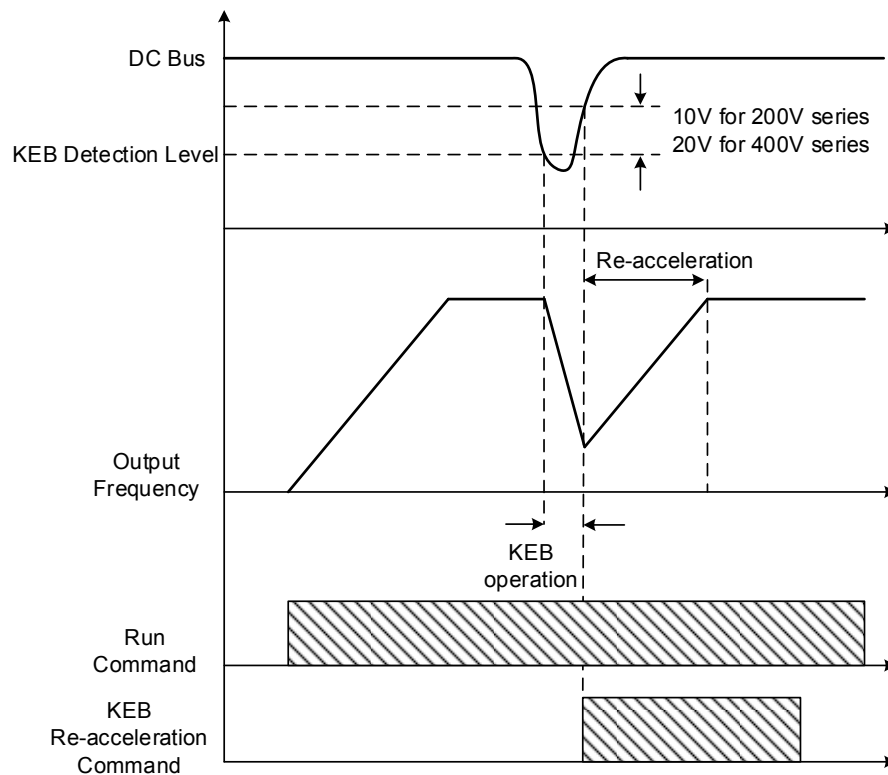 DC Bus
10V for 200V series
20V for 400V series
KEB Detection Level
Re-acceleration
Output
Frequency
KEB
operation
Run
Command
KEB
Re-acceleration
Command